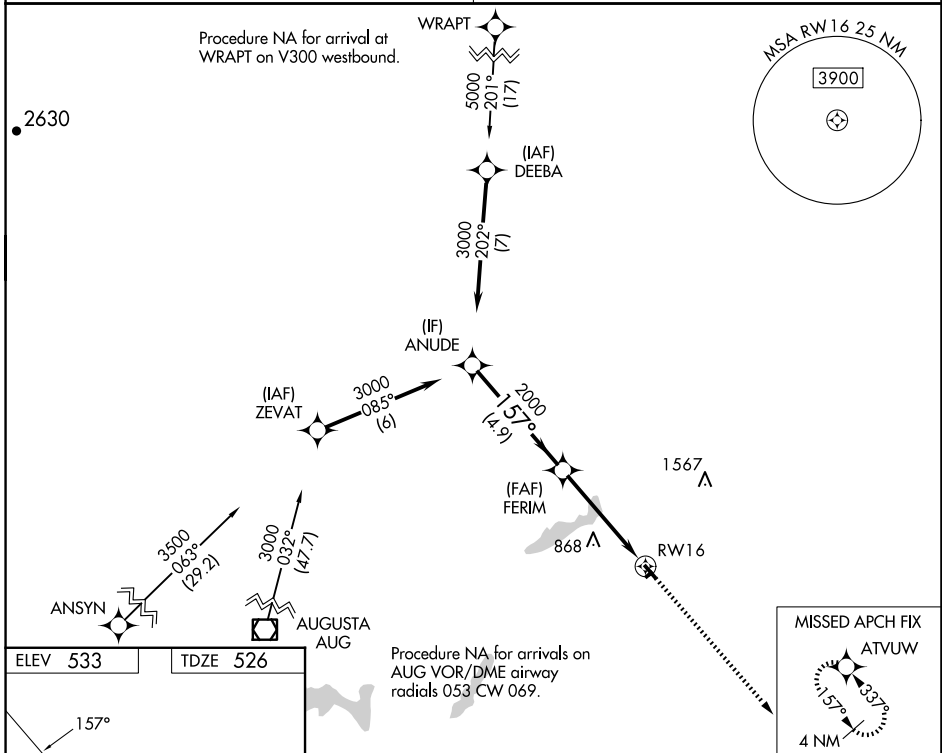 WRAPT
Procedure NA for arrival at
WRAPT on V300 westbound.
MSA RW16 25 NM
3900
5000
201°
(17)
2630
(IAF)
DEEBA
3000
202°
(7)
(IF)
ANUDE
(IAF)
ZEVAT
3000
085°
(6)
2000
157°
(4.9)
(FAF)
FERIM
1567
868
RW16
3500
063°
(29.2)
3000
032°
(47.7)
ANSYN
AUGUSTA
AUG
MISSED APCH FIX
ATVUW
157°
337°
4 NM
Procedure NA for arrivals on
AUG VOR/DME airway
radials 053 CW 069.
ELEV 533
TDZE 526
157°